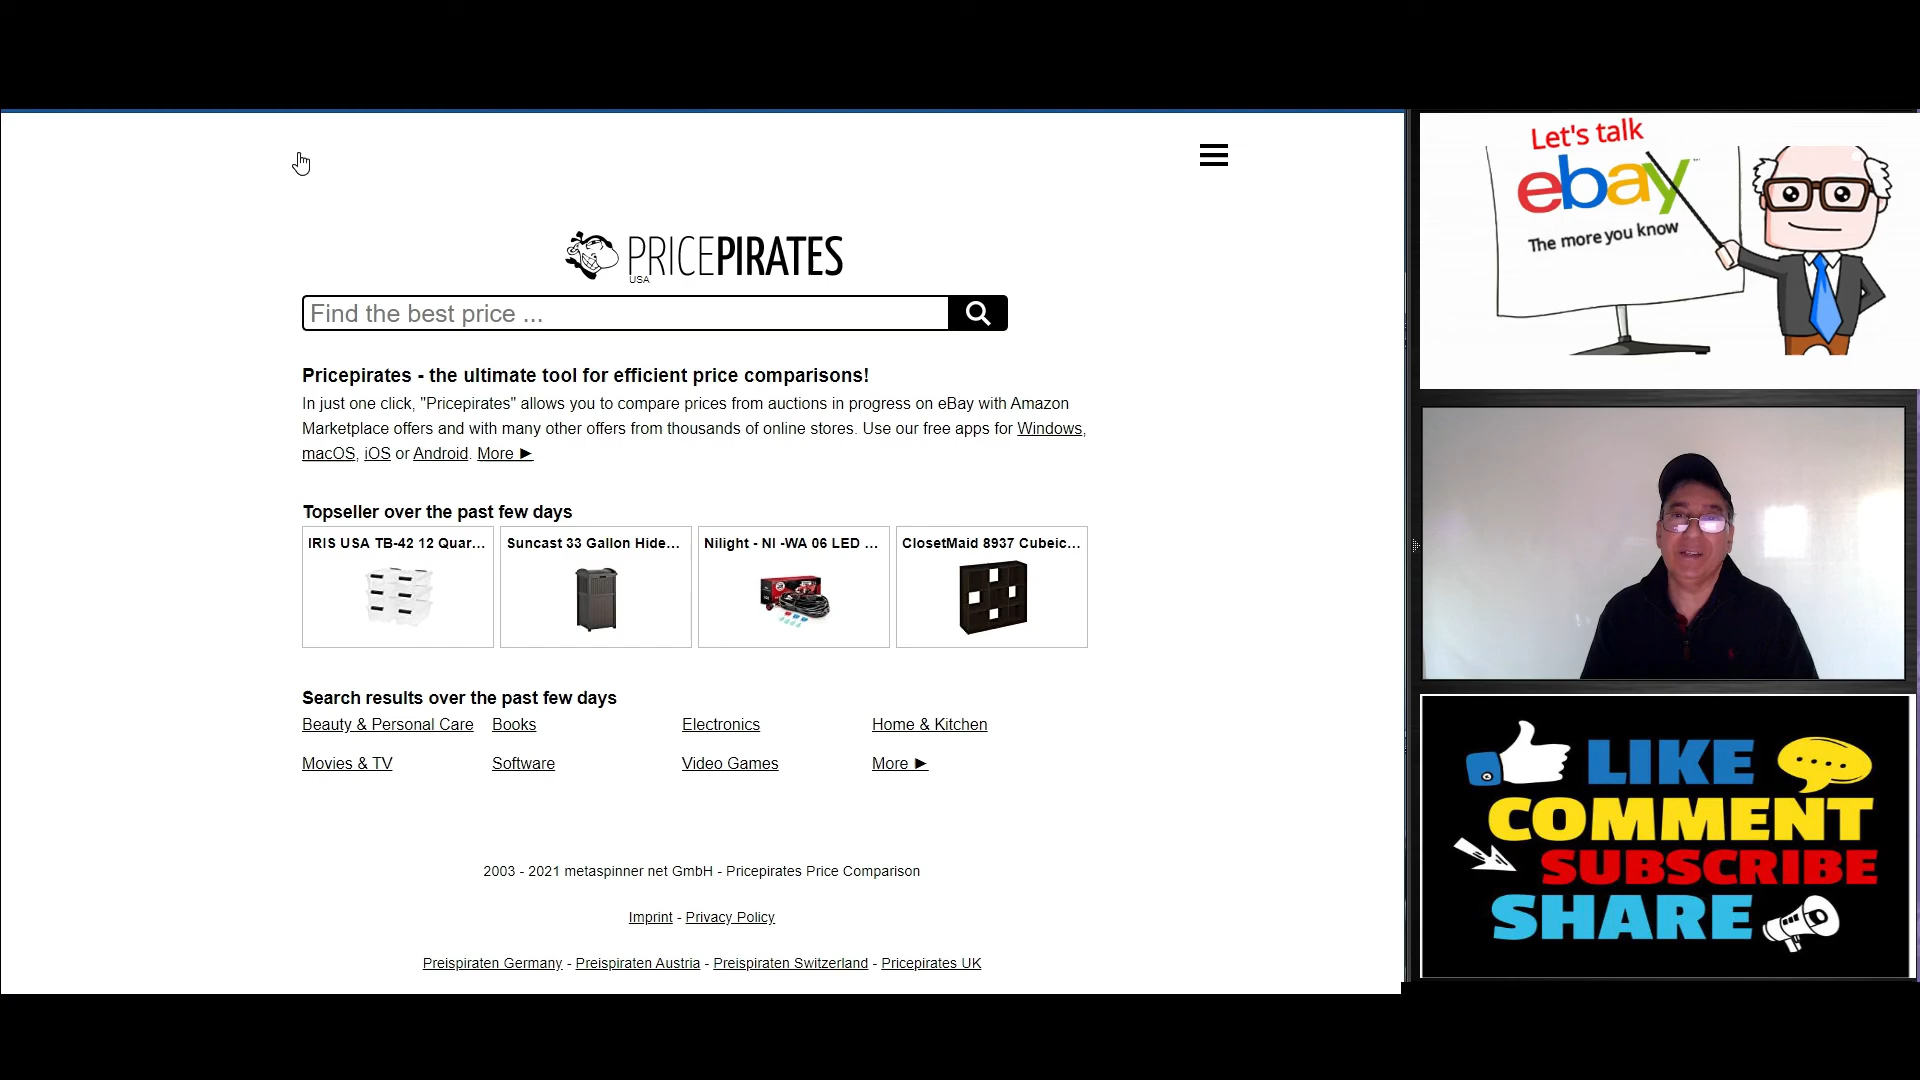 PRICEPIRATES
USA
Find the best price ...
Pricepirates - the ultimate tool for efficient price comparisons!
In just one click, "Pricepirates" allows you to compare prices from auctions in progress on eBay with Amazon
Marketplace offers and with many other offers from thousands of online stores. Use our free apps for Windows,
macOS, iOS or Android. More ►
Topseller over the past few days
IRIS USA TB-42 12 Quar...
Suncast 33 Gallon Hide...
Nilight - NI -WA 06 LED ...
ClosetMaid 8937 Cubeic...
Search results over the past few days
Beauty & Personal Care Books Electronics Home & Kitchen
Movies & TV Software Video Games More ►
2003 - 2021 metaspinner net GmbH - Pricepirates Price Comparison
Imprint - Privacy Policy
Preispiraten Germany - Preispiraten Austria - Preispiraten Switzerland - Pricepirates UK
Let's talk
ebay
The more you know
LIKE
COMMENT
SUBSCRIBE
SHARE